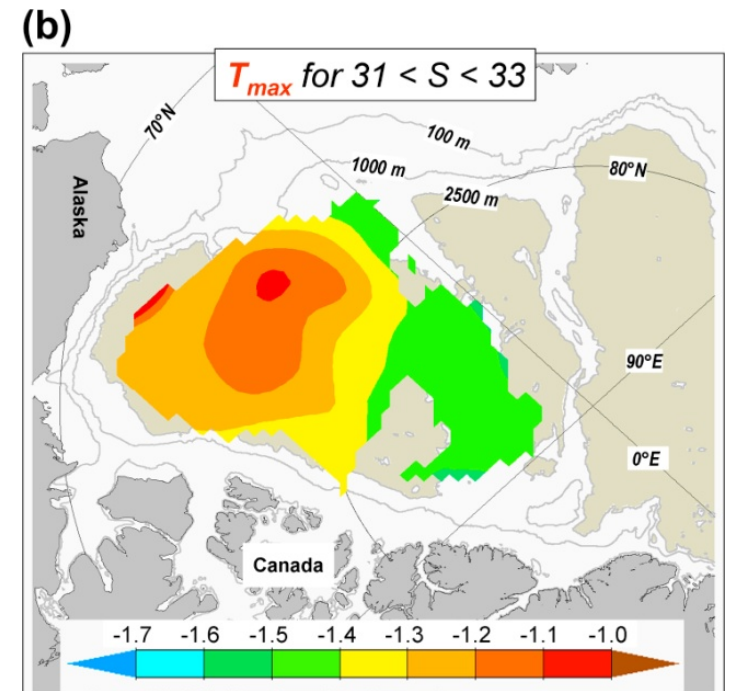 (b)
Tmax for 31 < S < 33
70°N
100 m
1000 m
80°N
2500 m
Alaska
90°E
0°E
Canada
-1.7 -1.6 -1.5 -1.4 -1.3 -1.2 -1.1 -1.0